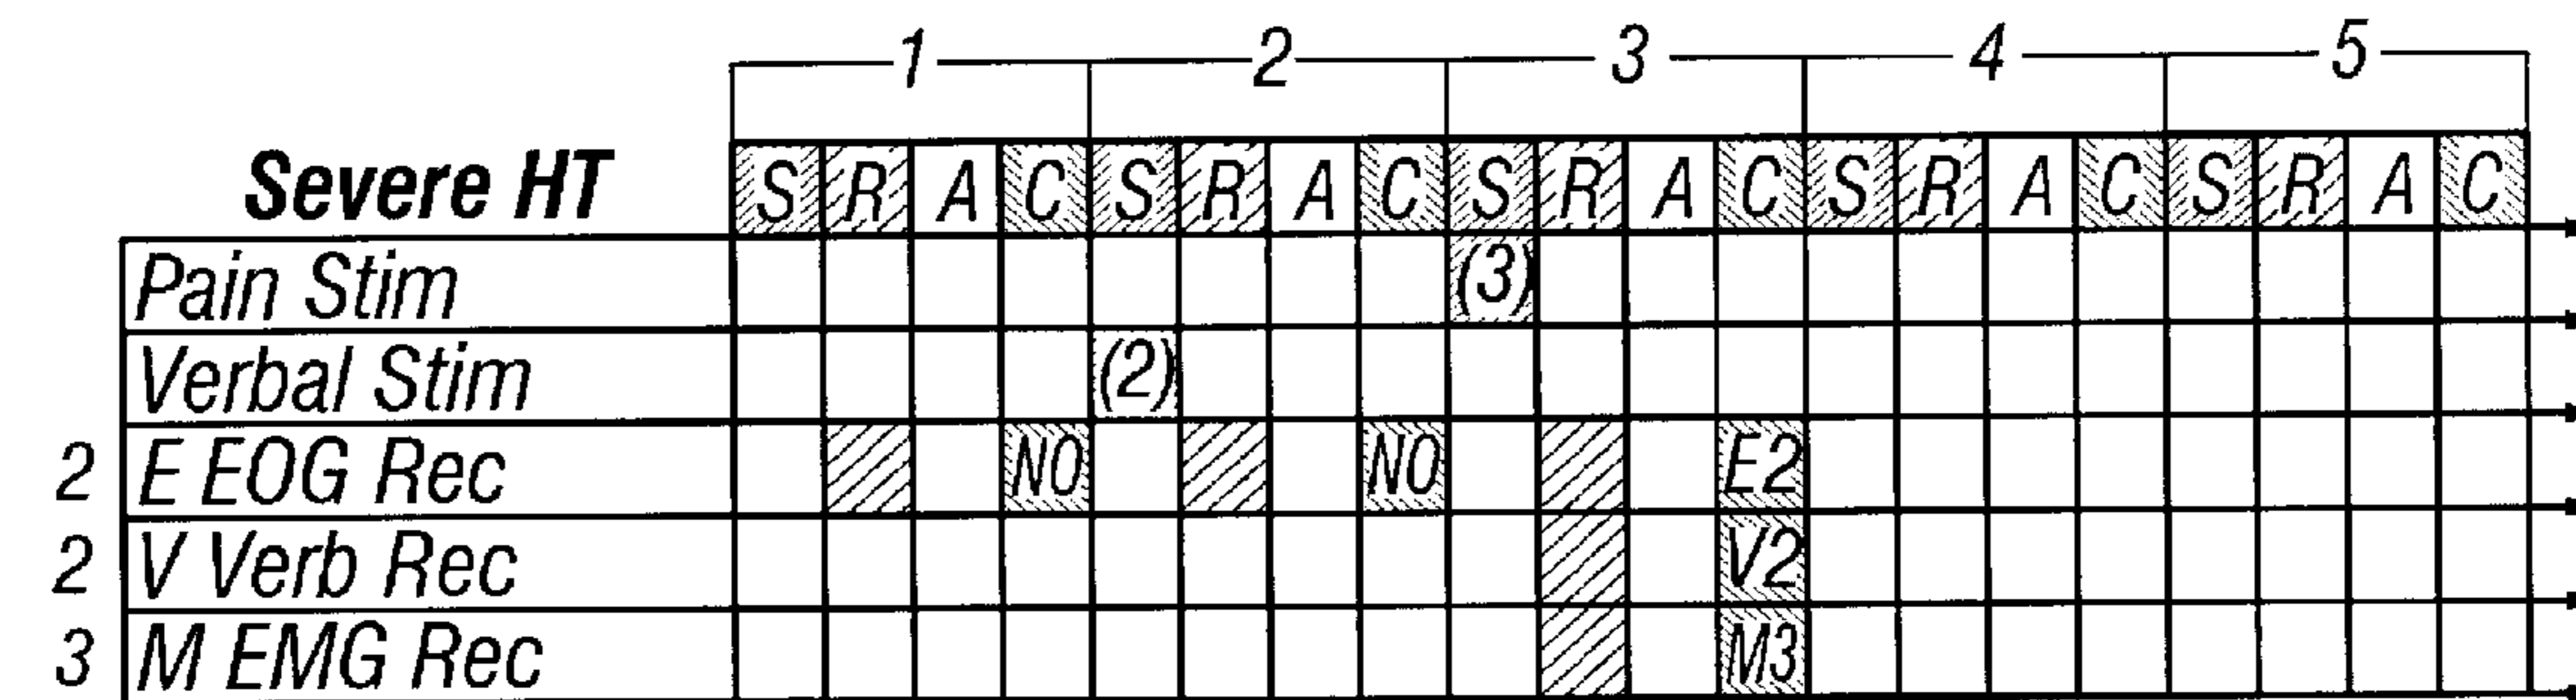 1 2 3 4 5
Severe HT S R A C S R A C S R A C S R A C S R A C
Pain Stim (3)
Verbal Stim (2)
2 E EOG Rec NO NO E2
2 V Verb Rec V2
3 M EMG Rec M3